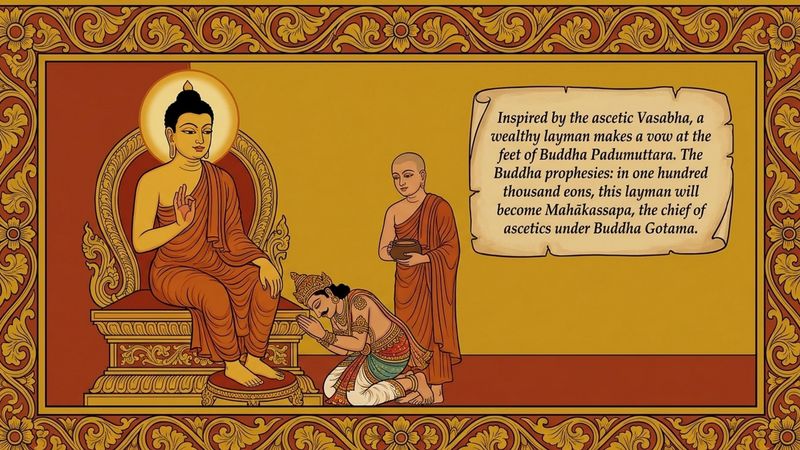 Inspired by the ascetic Vasabha, a
wealthy layman makes a vow at the
feet of Buddha Padumuttara. The
Buddha prophesies: in one hundred
thousand eons, this layman will
become Mahākassapa, the chief of
ascetics under Buddha Gotama.